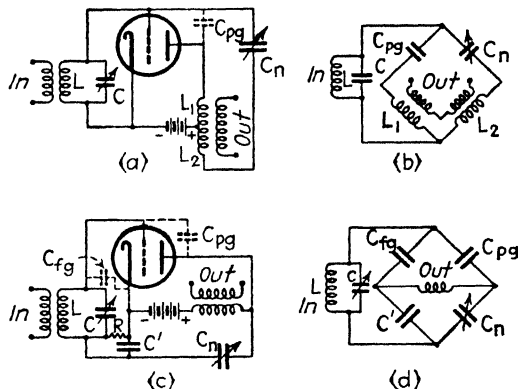 In
L
C
Cpg
Cn
L1
Out
L2
- +
(a)
In
L
C
Cpg
Cn
Out
L1
L2
(b)
Cfg
Cpg
In
L
C
R
C'
Out
- +
Cn
(c)
In
L
C
Cfg
Cpg
Out
C'
Cn
(d)